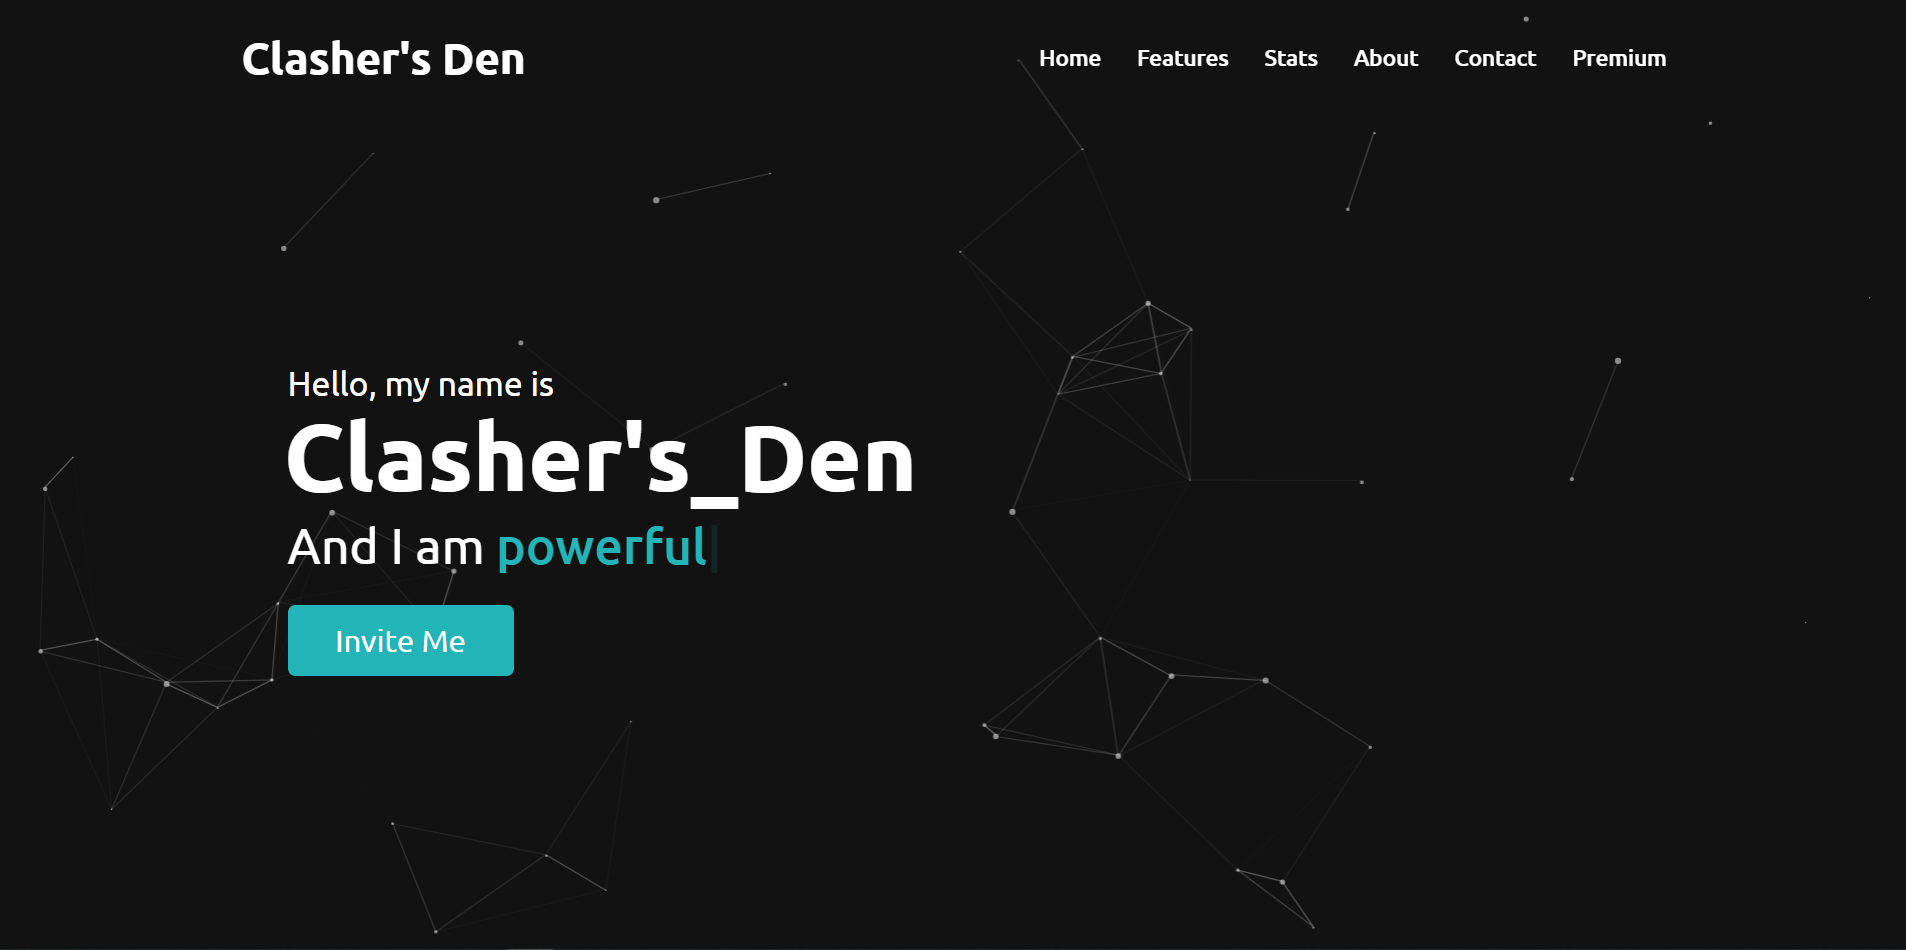 Clasher's Den
Home Features Stats About Contact Premium
Hello, my name is
Clasher's_Den
And I am powerful
Invite Me